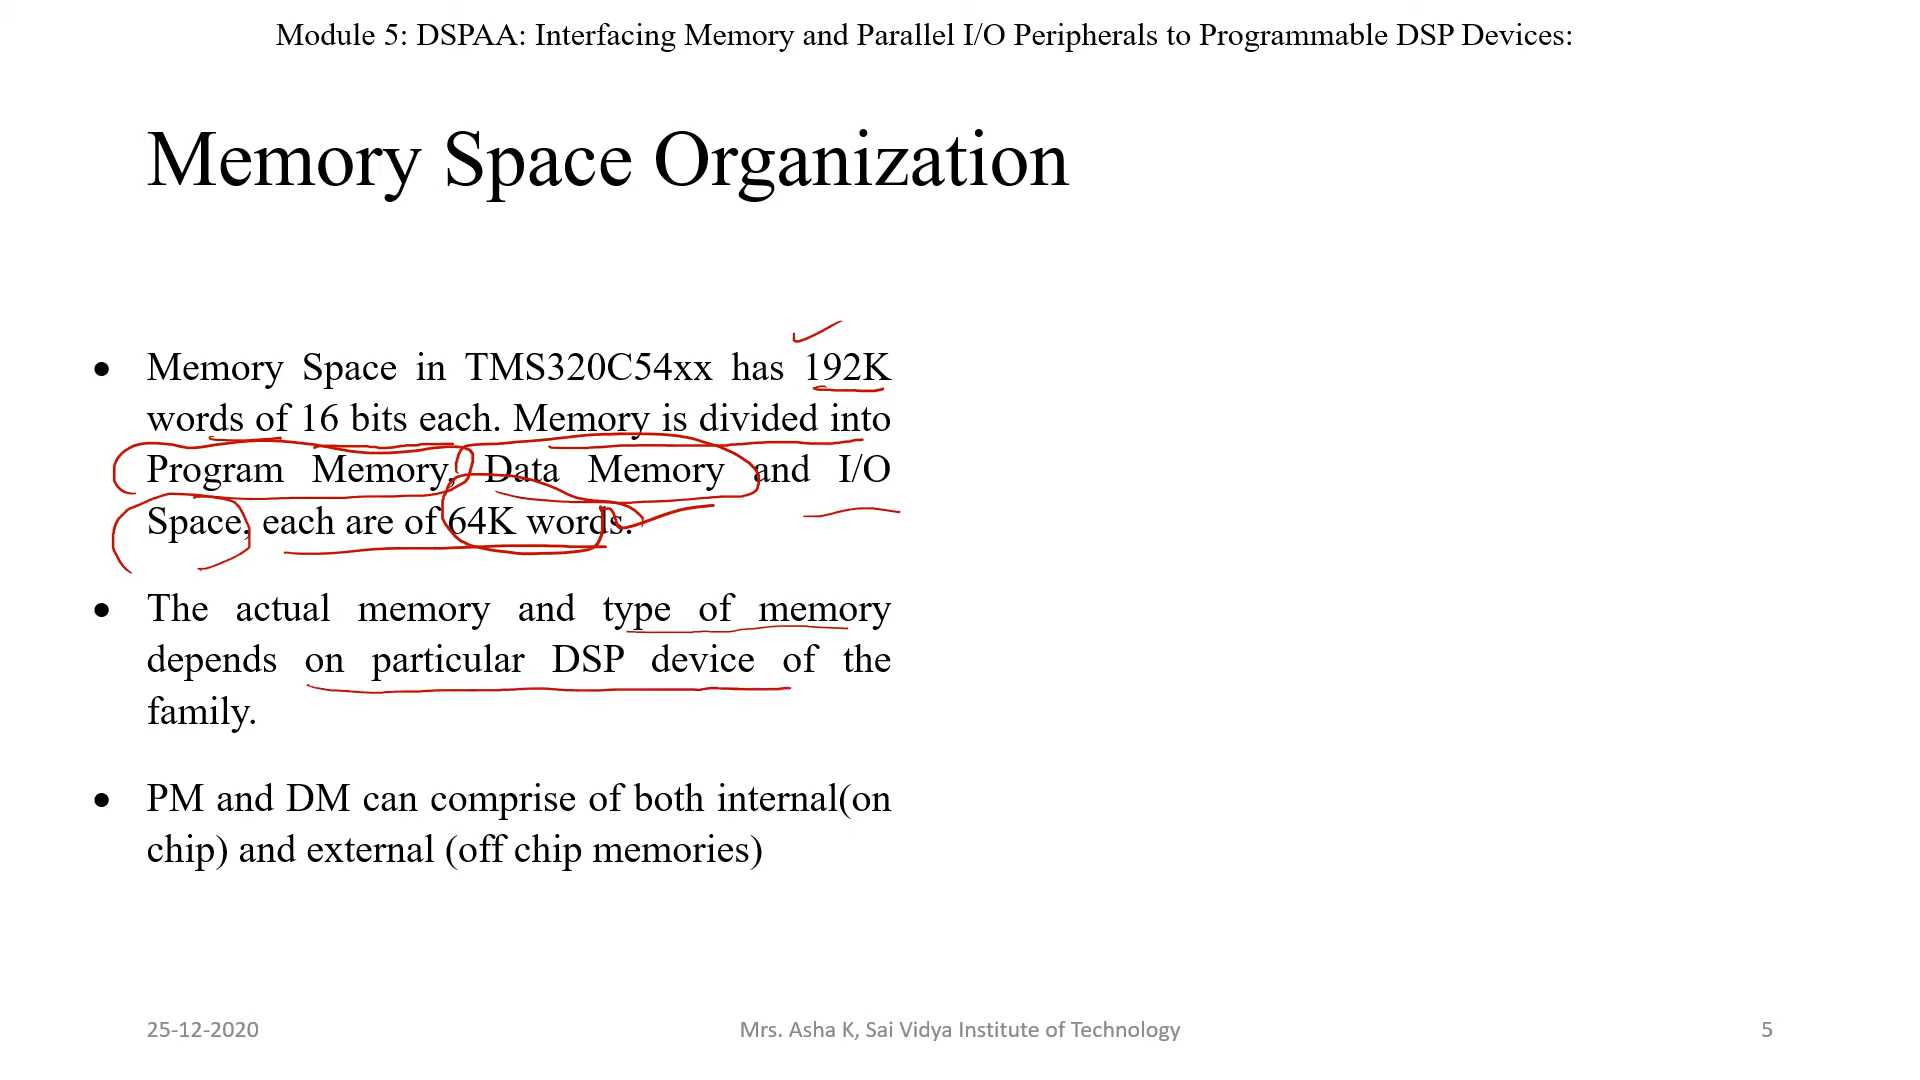 Module 5: DSPAA: Interfacing Memory and Parallel I/O Peripherals to Programmable DSP Devices:
Memory Space Organization
• Memory Space in TMS320C54xx has 192K
words of 16 bits each. Memory is divided into
Program Memory, Data Memory and I/O
Space, each are of 64K words.
• The actual memory and type of memory
depends on particular DSP device of the
family.
• PM and DM can comprise of both internal(on
chip) and external (off chip memories)
25-12-2020
Mrs. Asha K, Sai Vidya Institute of Technology
5